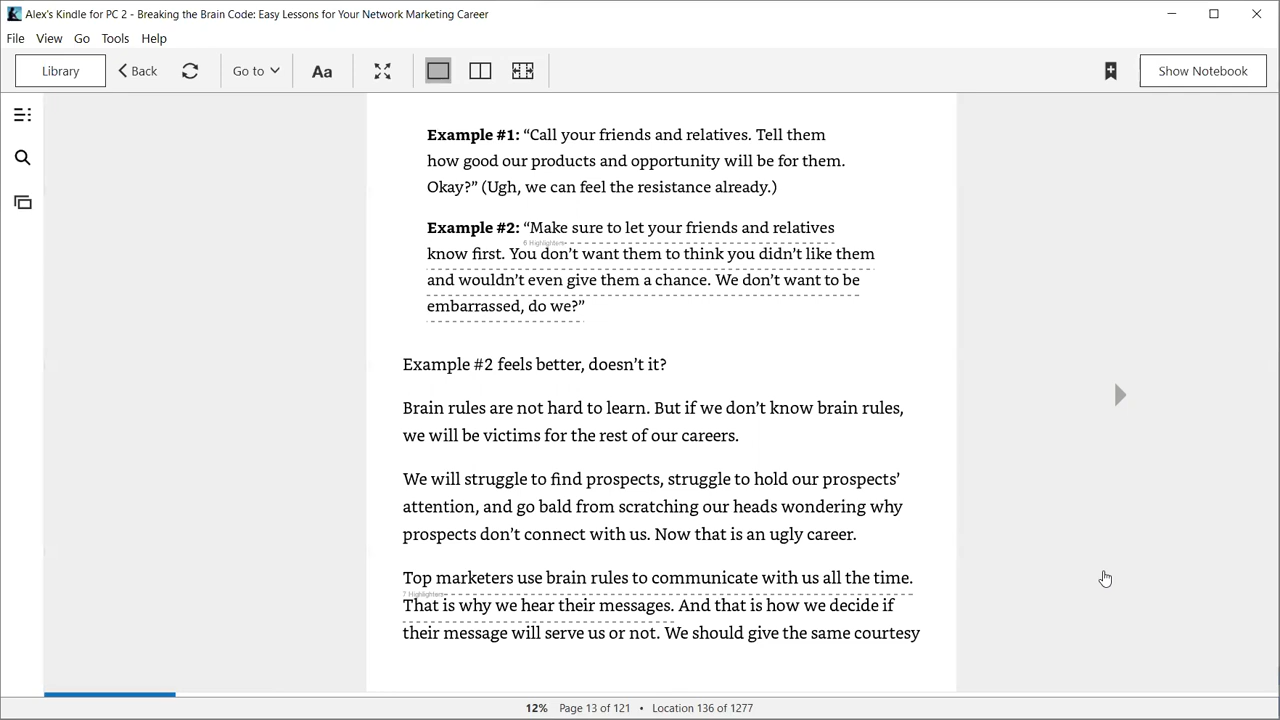 Alex's Kindle for PC 2 - Breaking the Brain Code: Easy Lessons for Your Network Marketing Career
File View Go Tools Help
Library Back Go to Aa Show Notebook
Example #1: “Call your friends and relatives. Tell them
how good our products and opportunity will be for them.
Okay?” (Ugh, we can feel the resistance already.)
Example #2: “Make sure to let your friends and relatives
6 Highlighters
know first. You don’t want them to think you didn’t like them
and wouldn’t even give them a chance. We don’t want to be
embarrassed, do we?”
Example #2 feels better, doesn’t it?
Brain rules are not hard to learn. But if we don’t know brain rules,
we will be victims for the rest of our careers.
We will struggle to find prospects, struggle to hold our prospects’
attention, and go bald from scratching our heads wondering why
prospects don’t connect with us. Now that is an ugly career.
Top marketers use brain rules to communicate with us all the time.
7 Highlighters
That is why we hear their messages. And that is how we decide if
their message will serve us or not. We should give the same courtesy
12% Page 13 of 121 • Location 136 of 1277